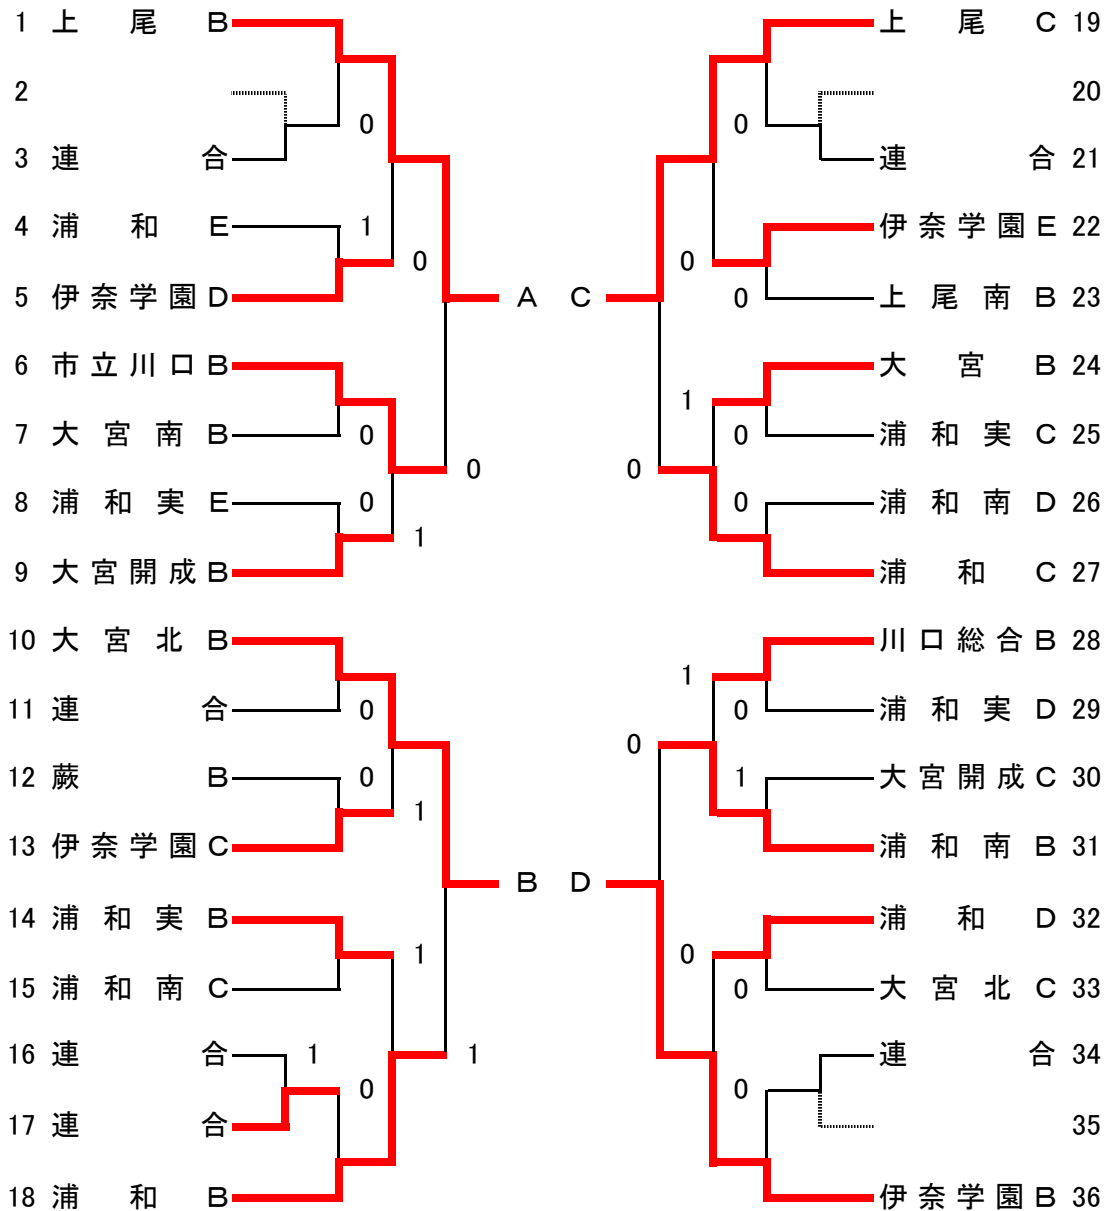 1 上尾 B 上尾 C 19
2 20
0 0
3 連合 連合 21
4 浦和 E 1 伊奈学園 E 22
0 0
5 伊奈学園 D A C 0 上尾南 B 23
6 市立川口 B 大宮 B 24
1
7 大宮南 B 0 0 浦和実 C 25
0 0
8 浦和実 E 0 0 浦和南 D 26
1
9 大宮開成 B 浦和 C 27
10 大宮北 B 川口総合 B 28
1
11 連合 0 0 浦和実 D 29
0
12 蕨 B 0 1 大宮開成 C 30
1
13 伊奈学園 C 浦和南 B 31
B D
14 浦和実 B 浦和 D 32
1 0
15 浦和南 C 0 大宮北 C 33
16 連合 1 1 連合 34
0 0
17 連合 35
18 浦和 B 伊奈学園 B 36